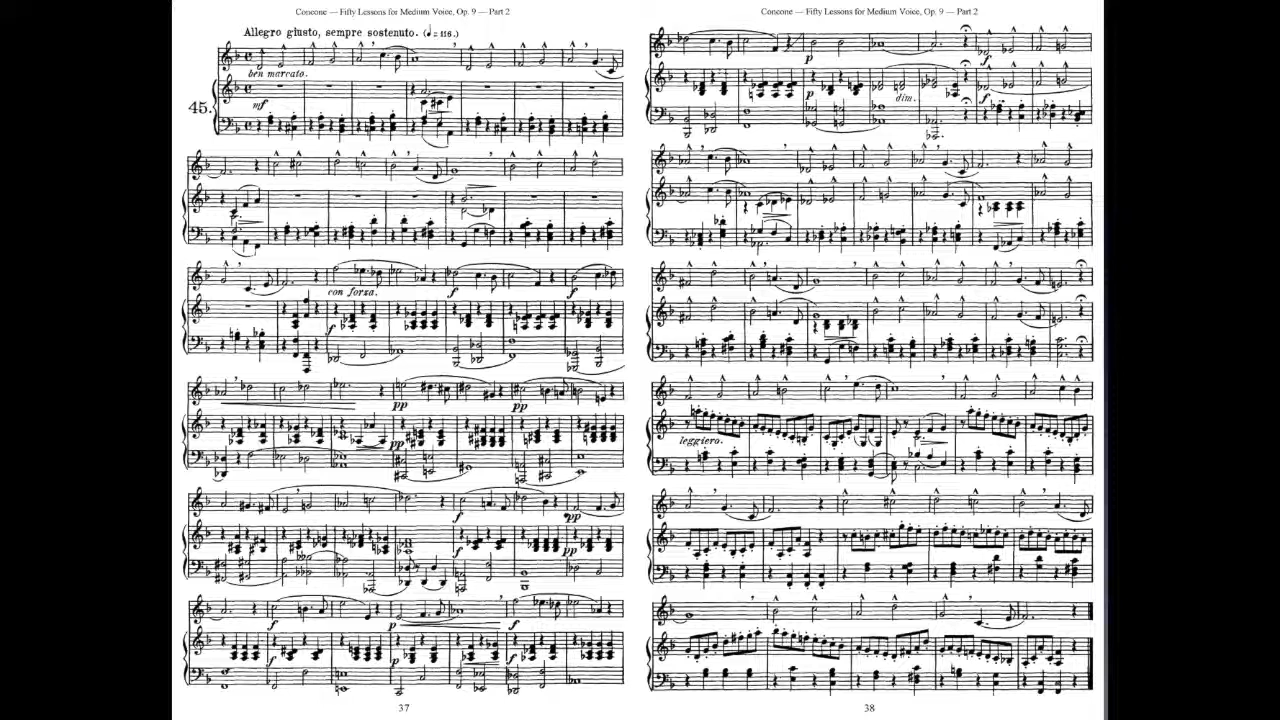 Concone — Fifty Lessons for Medium Voice, Op. 9 — Part 2
Allegro giusto, sempre sostenuto. (♩= 116.)
ben marcato.
45.
mf
con forza.
f
f
f
pp
pp
pp
f
pp
f
pp
f
p
f
f
p
f
37
Concone — Fifty Lessons for Medium Voice, Op. 9 — Part 2
p
f
p
dim.
f
leggiero.
38